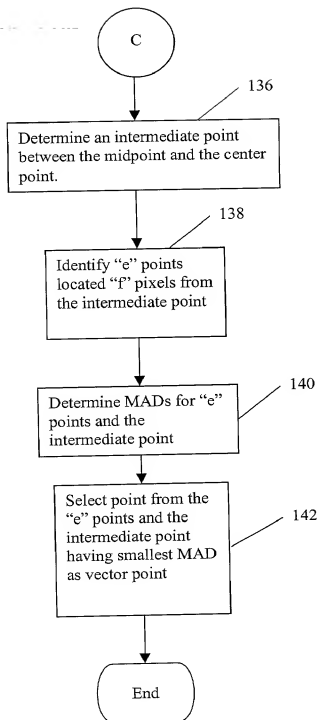 C
136
Determine an intermediate point
between the midpoint and the center
point.
138
Identify “e” points
located “f” pixels from
the intermediate point
140
Determine MADs for “e”
points and the
intermediate point
142
Select point from the
“e” points and the
intermediate point
having smallest MAD
as vector point
End